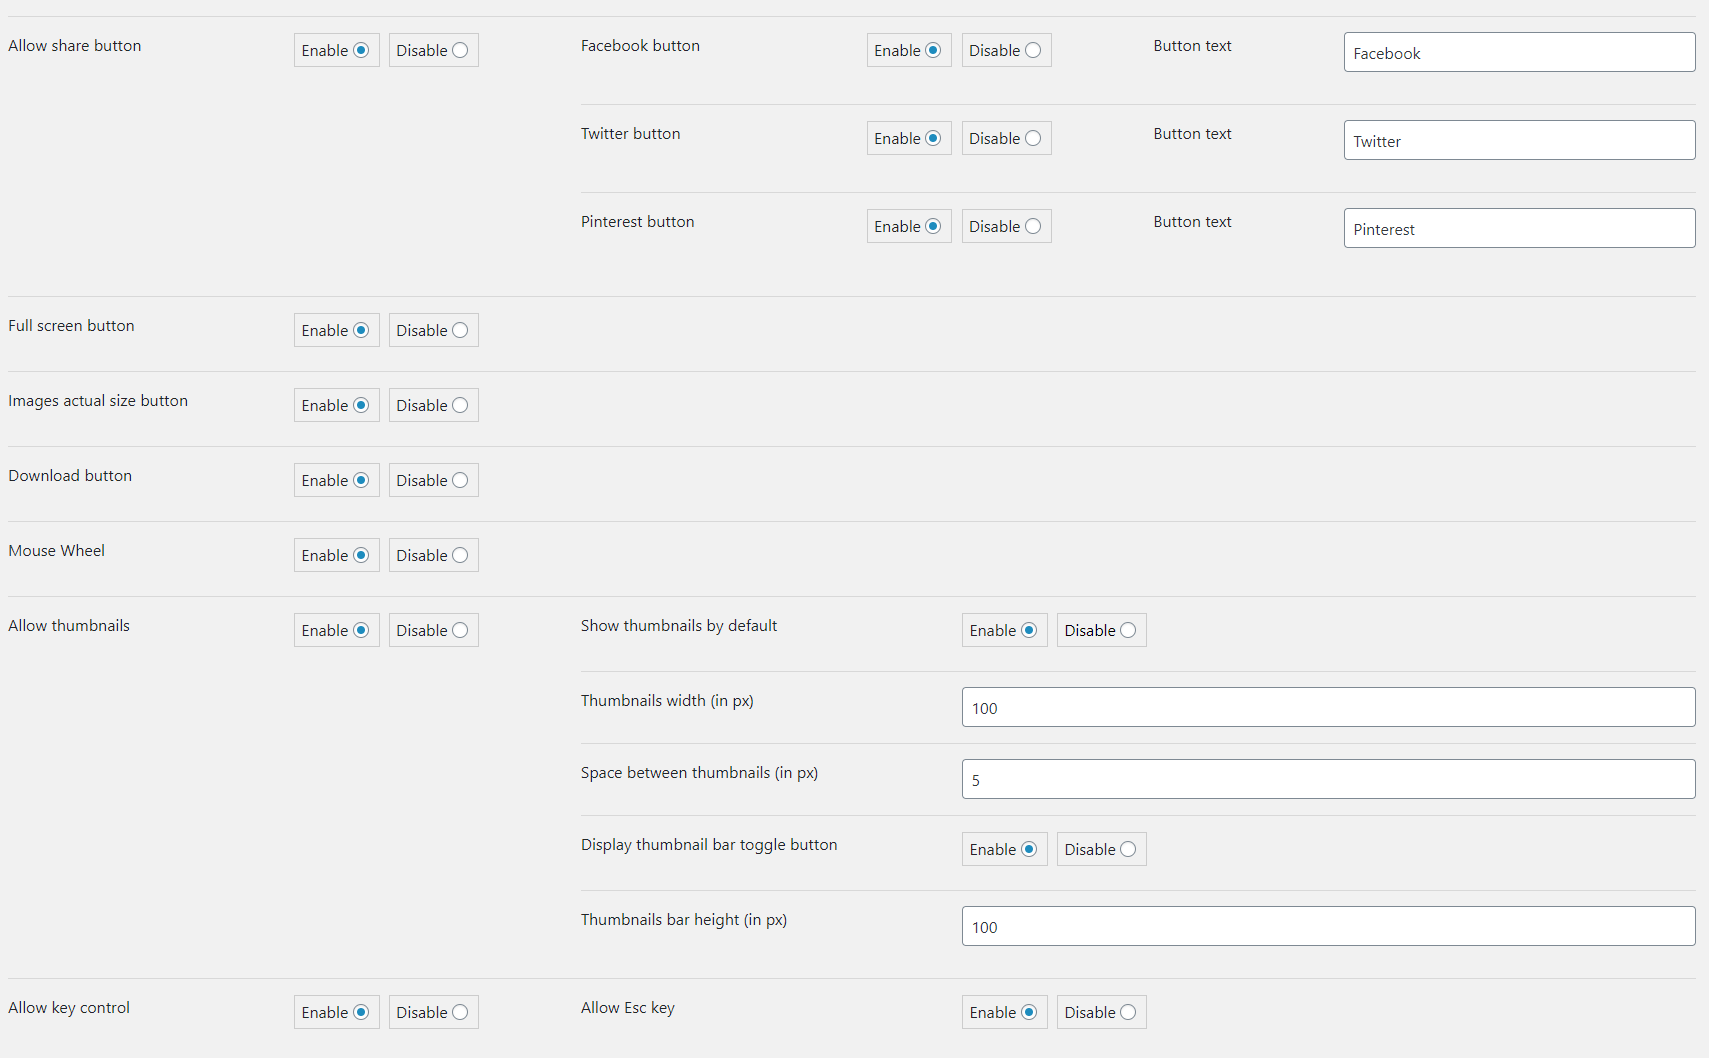 Allow share button Enable Disable Facebook button Enable Disable Button text Facebook
Twitter button Enable Disable Button text Twitter
Pinterest button Enable Disable Button text Pinterest
Full screen button Enable Disable
Images actual size button Enable Disable
Download button Enable Disable
Mouse Wheel Enable Disable
Allow thumbnails Enable Disable Show thumbnails by default Enable Disable
Thumbnails width (in px) 100
Space between thumbnails (in px) 5
Display thumbnail bar toggle button Enable Disable
Thumbnails bar height (in px) 100
Allow key control Enable Disable Allow Esc key Enable Disable